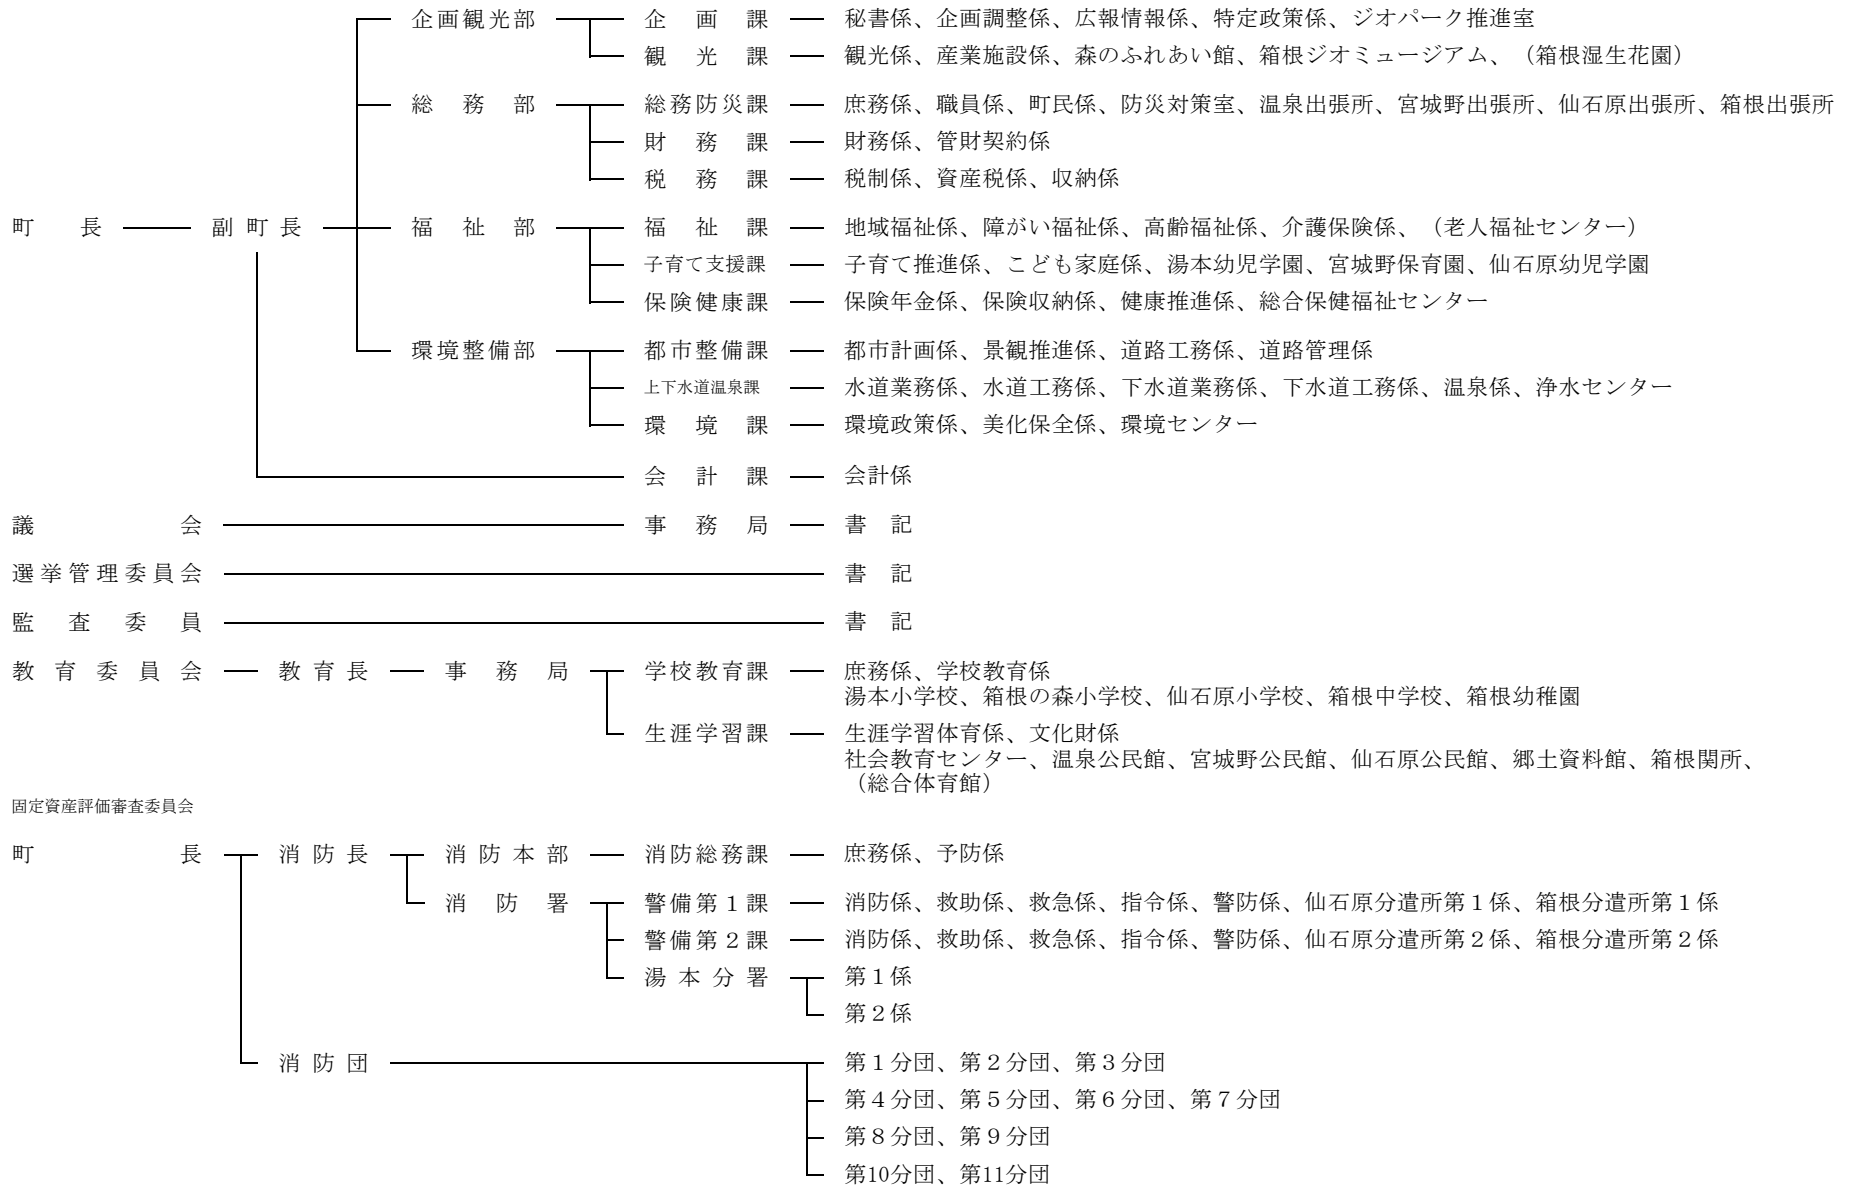 企画観光部 企画課 秘書係、企画調整係、広報情報係、特定政策係、ジオパーク推進室
観光課 観光係、産業施設係、森のふれあい館、箱根ジオミュージアム、（箱根湿生花園）
総務部 総務防災課 庶務係、職員係、町民係、防災対策室、温泉出張所、宮城野出張所、仙石原出張所、箱根出張所
財務課 財務係、管財契約係
税務課 税制係、資産税係、収納係
町長 副町長 福祉部 福祉課 地域福祉係、障がい福祉係、高齢福祉係、介護保険係、（老人福祉センター）
子育て支援課 子育て推進係、こども家庭係、湯本幼児学園、宮城野保育園、仙石原幼児学園
保険健康課 保険年金係、保険収納係、健康推進係、総合保健福祉センター
環境整備部 都市整備課 都市計画係、景観推進係、道路工務係、道路管理係
上下水道温泉課 水道業務係、水道工務係、下水道業務係、下水道工務係、温泉係、浄水センター
環境課 環境政策係、美化保全係、環境センター
会計課 会計係
議会 事務局 書記
選挙管理委員会 書記
監査委員 書記
教育委員会 教育長 事務局 学校教育課 庶務係、学校教育係
湯本小学校、箱根の森小学校、仙石原小学校、箱根中学校、箱根幼稚園
生涯学習課 生涯学習体育係、文化財係
社会教育センター、温泉公民館、宮城野公民館、仙石原公民館、郷土資料館、箱根関所、
（総合体育館）
固定資産評価審査委員会
町長 消防長 消防本部 消防総務課 庶務係、予防係
消防署 警備第１課 消防係、救助係、救急係、指令係、警防係、仙石原分遣所第１係、箱根分遣所第１係
警備第２課 消防係、救助係、救急係、指令係、警防係、仙石原分遣所第２係、箱根分遣所第２係
湯本分署 第１係
第２係
消防団 第１分団、第２分団、第３分団
第４分団、第５分団、第６分団、第７分団
第８分団、第９分団
第10分団、第11分団